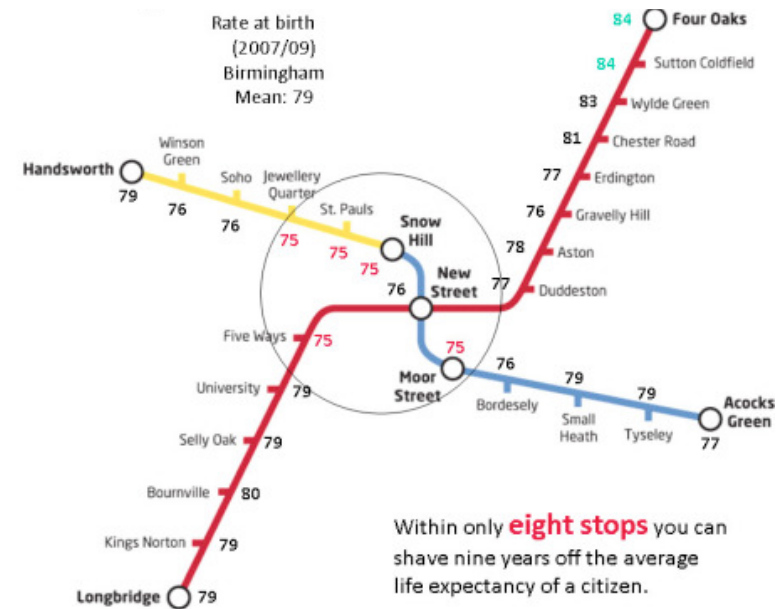 Rate at birth
(2007/09)
Birmingham
Mean: 79
84
Four Oaks
84
Sutton Coldfield
83
Wylde Green
81
Chester Road
77
Erdington
76
Gravelly Hill
78
Aston
77
Duddeston
Handsworth
79
Winson
Green
76
Soho
76
Jewellery
Quarter
75
St. Pauls
75
Snow
Hill
75
New
Street
76
Five Ways
75
University
79
Selly Oak
79
Bournville
80
Kings Norton
79
Longbridge
79
Moor
Street
75
76
Bordesely
79
Small
Heath
79
Tyseley
Acocks
Green
77
Within only eight stops you can
shave nine years off the average
life expectancy of a citizen.